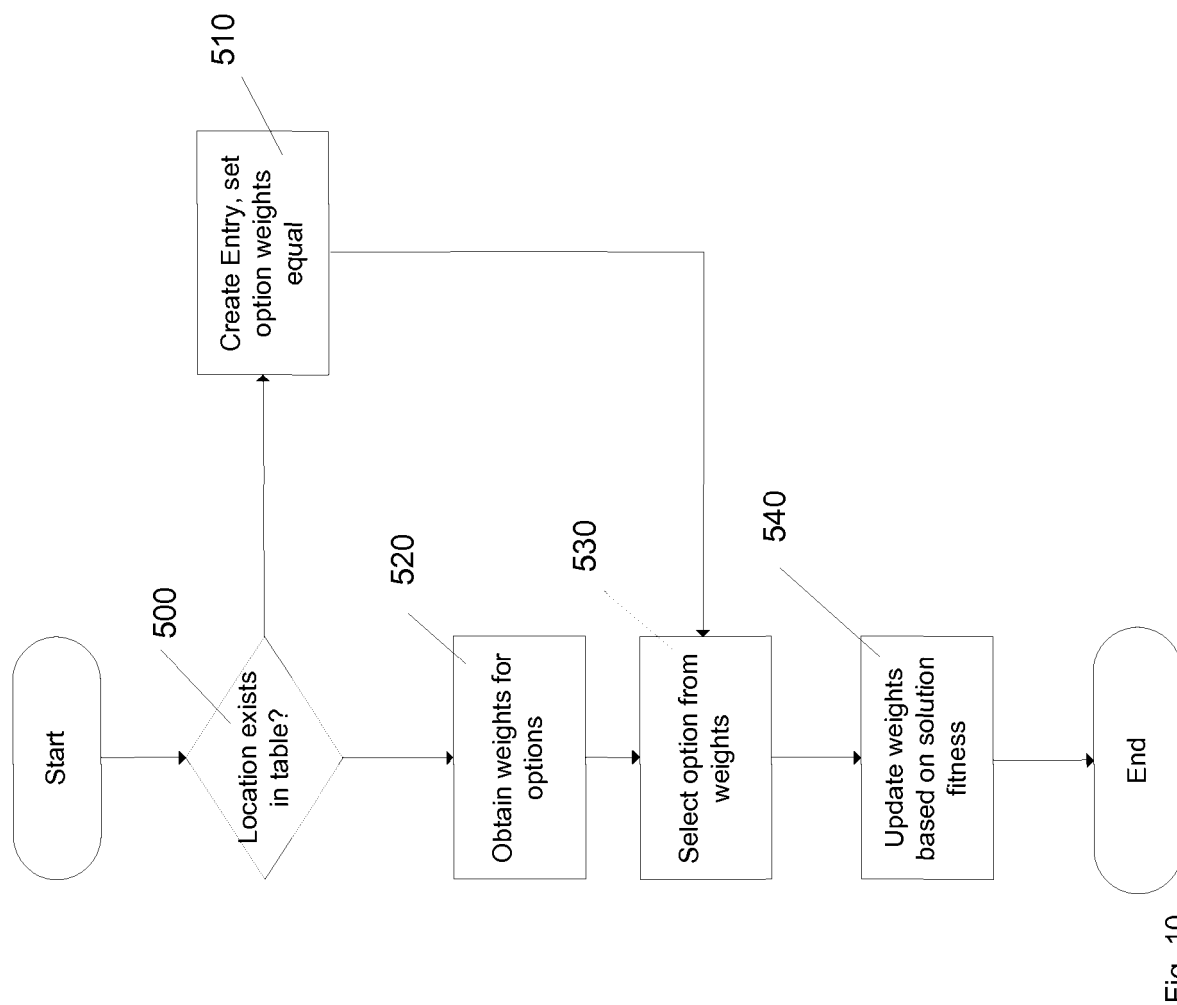 Start
500
Location exists
in table?
510
Create Entry, set
option weights
equal
520
Obtain weights for
options
530
Select option from
weights
540
Update weights
based on solution
fitness
End
Fig. 10